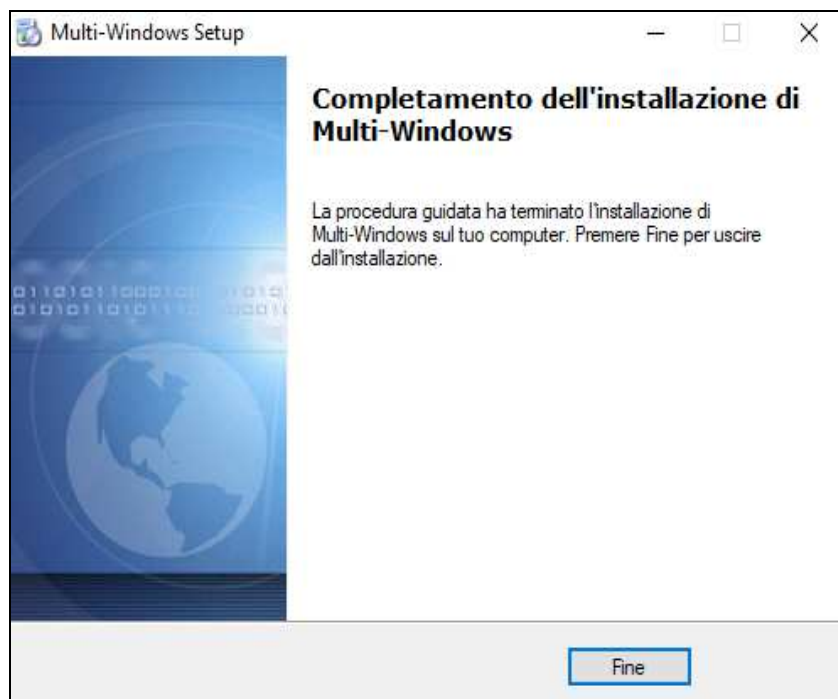 Multi-Windows Setup
Completamento dell'installazione di
Multi-Windows
La procedura guidata ha terminato l'installazione di
Multi-Windows sul tuo computer. Premere Fine per uscire
dall'installazione.
Fine